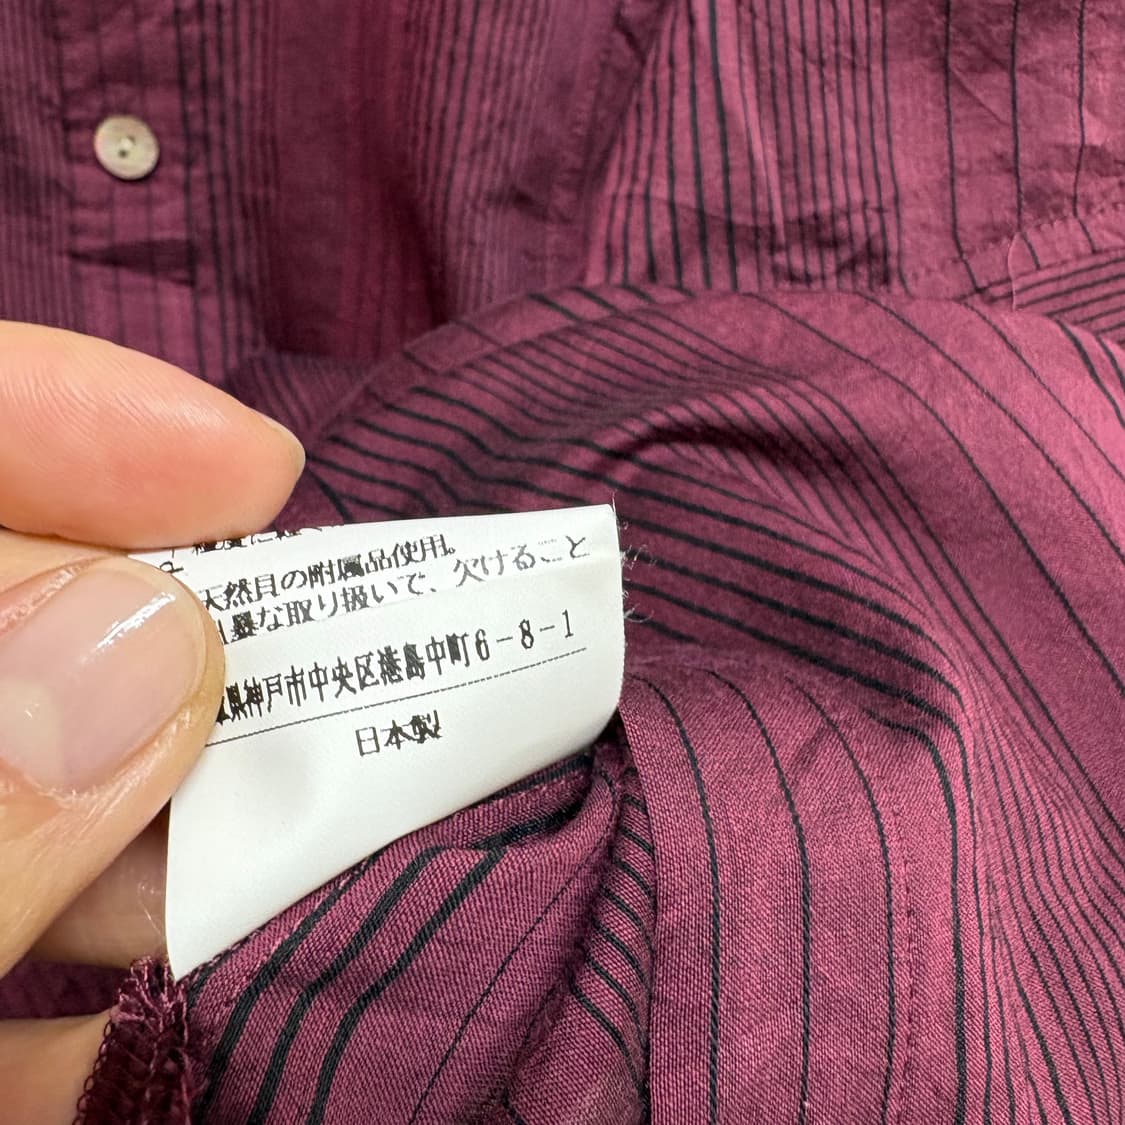 天然貝の附属品使用。
な取り扱いで、欠けること
県神戸市中央区港島中町6-8-1
日本製